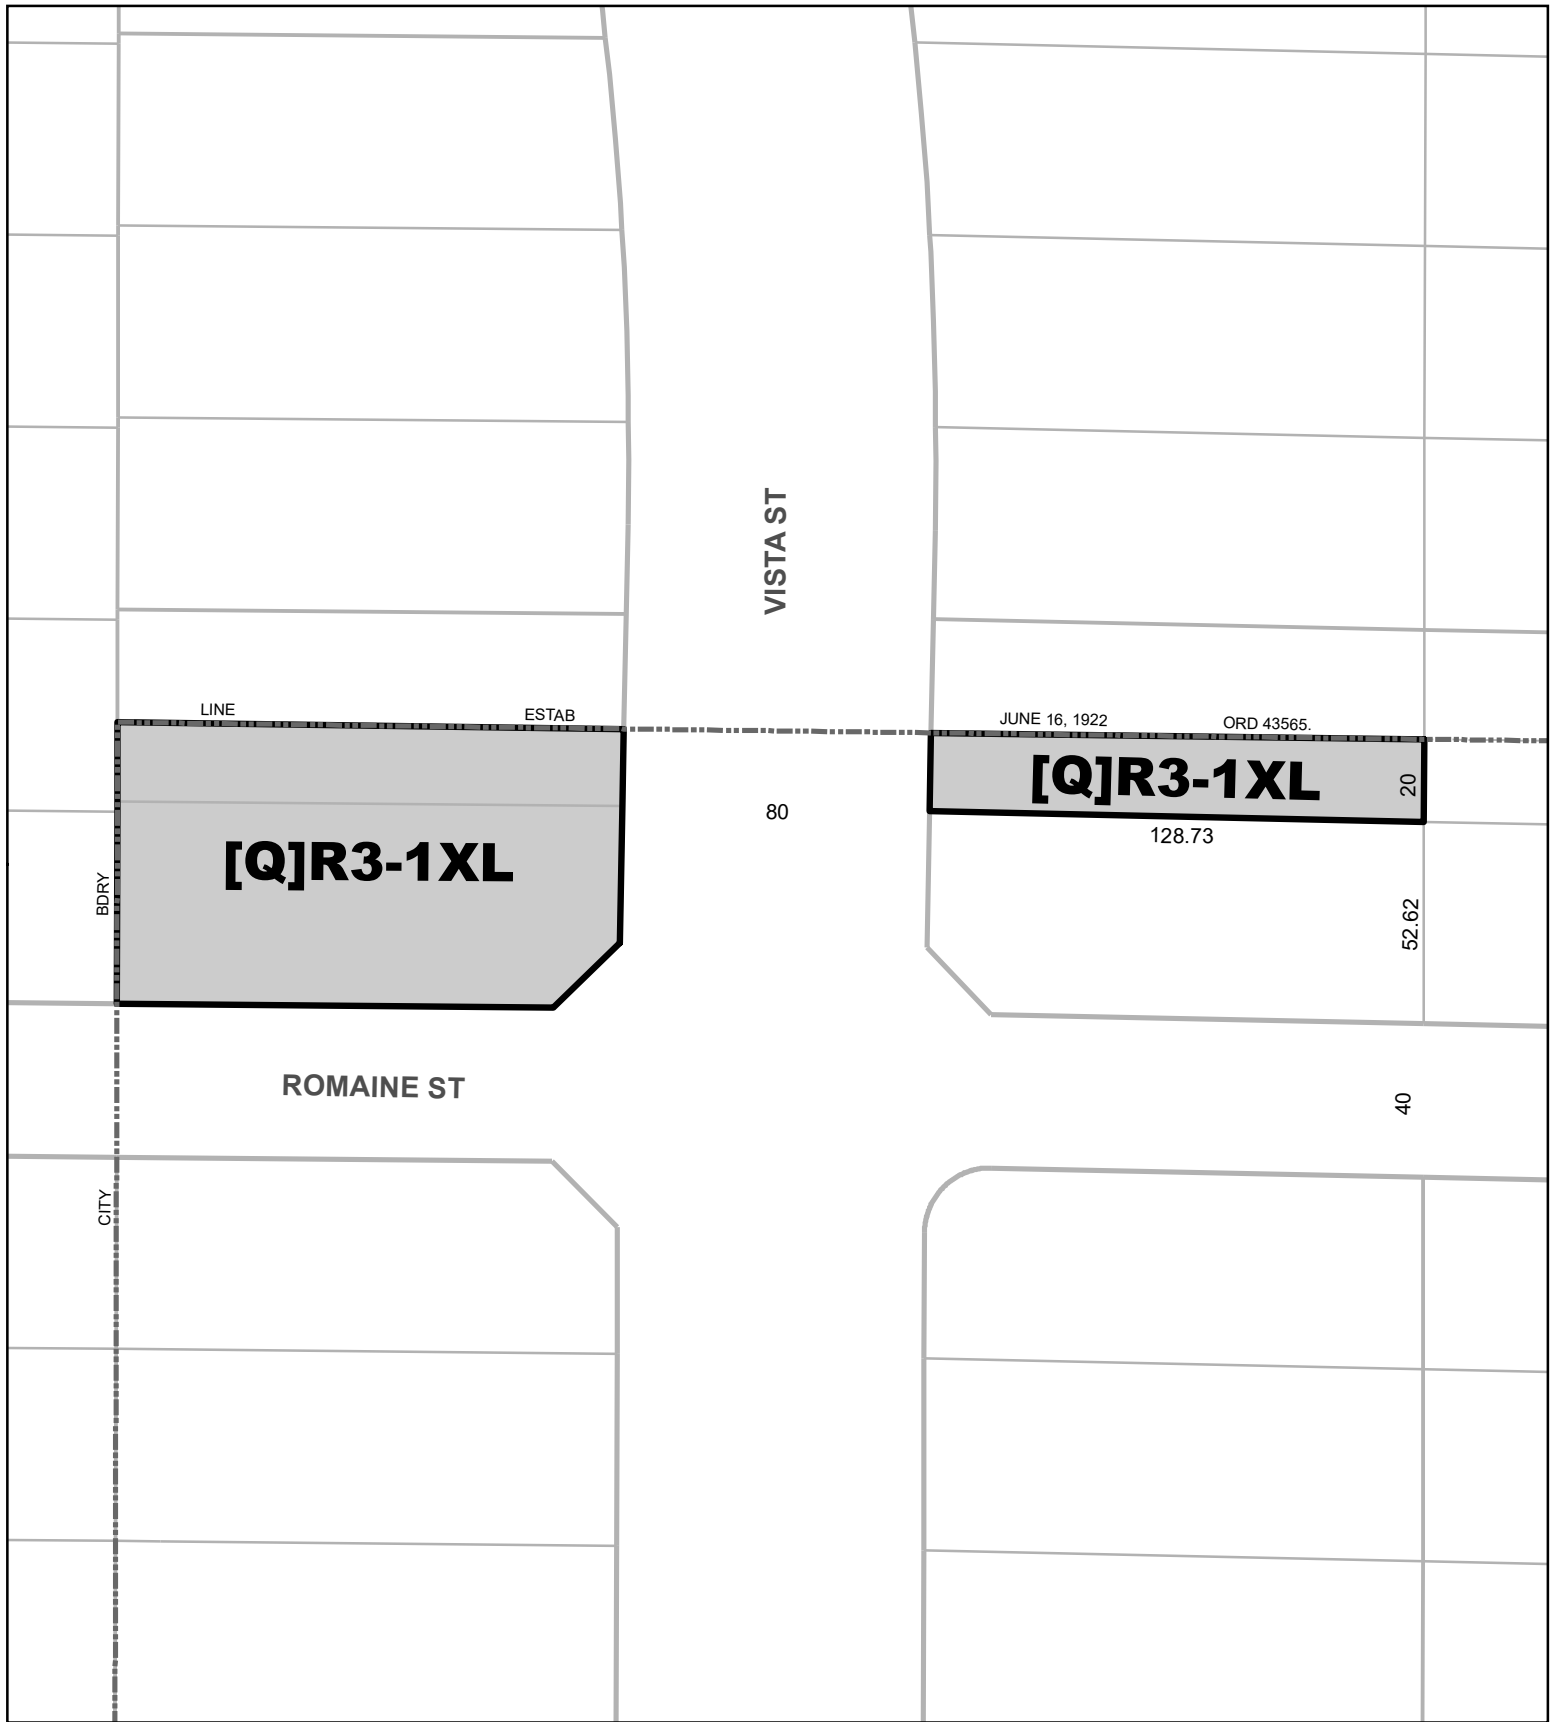 VISTA ST
LINE
ESTAB
JUNE 16, 1922
ORD 43565.
[Q]R3-1XL
20
80
128.73
[Q]R3-1XL
BDRY
52.62
ROMAINE ST
40
CITY